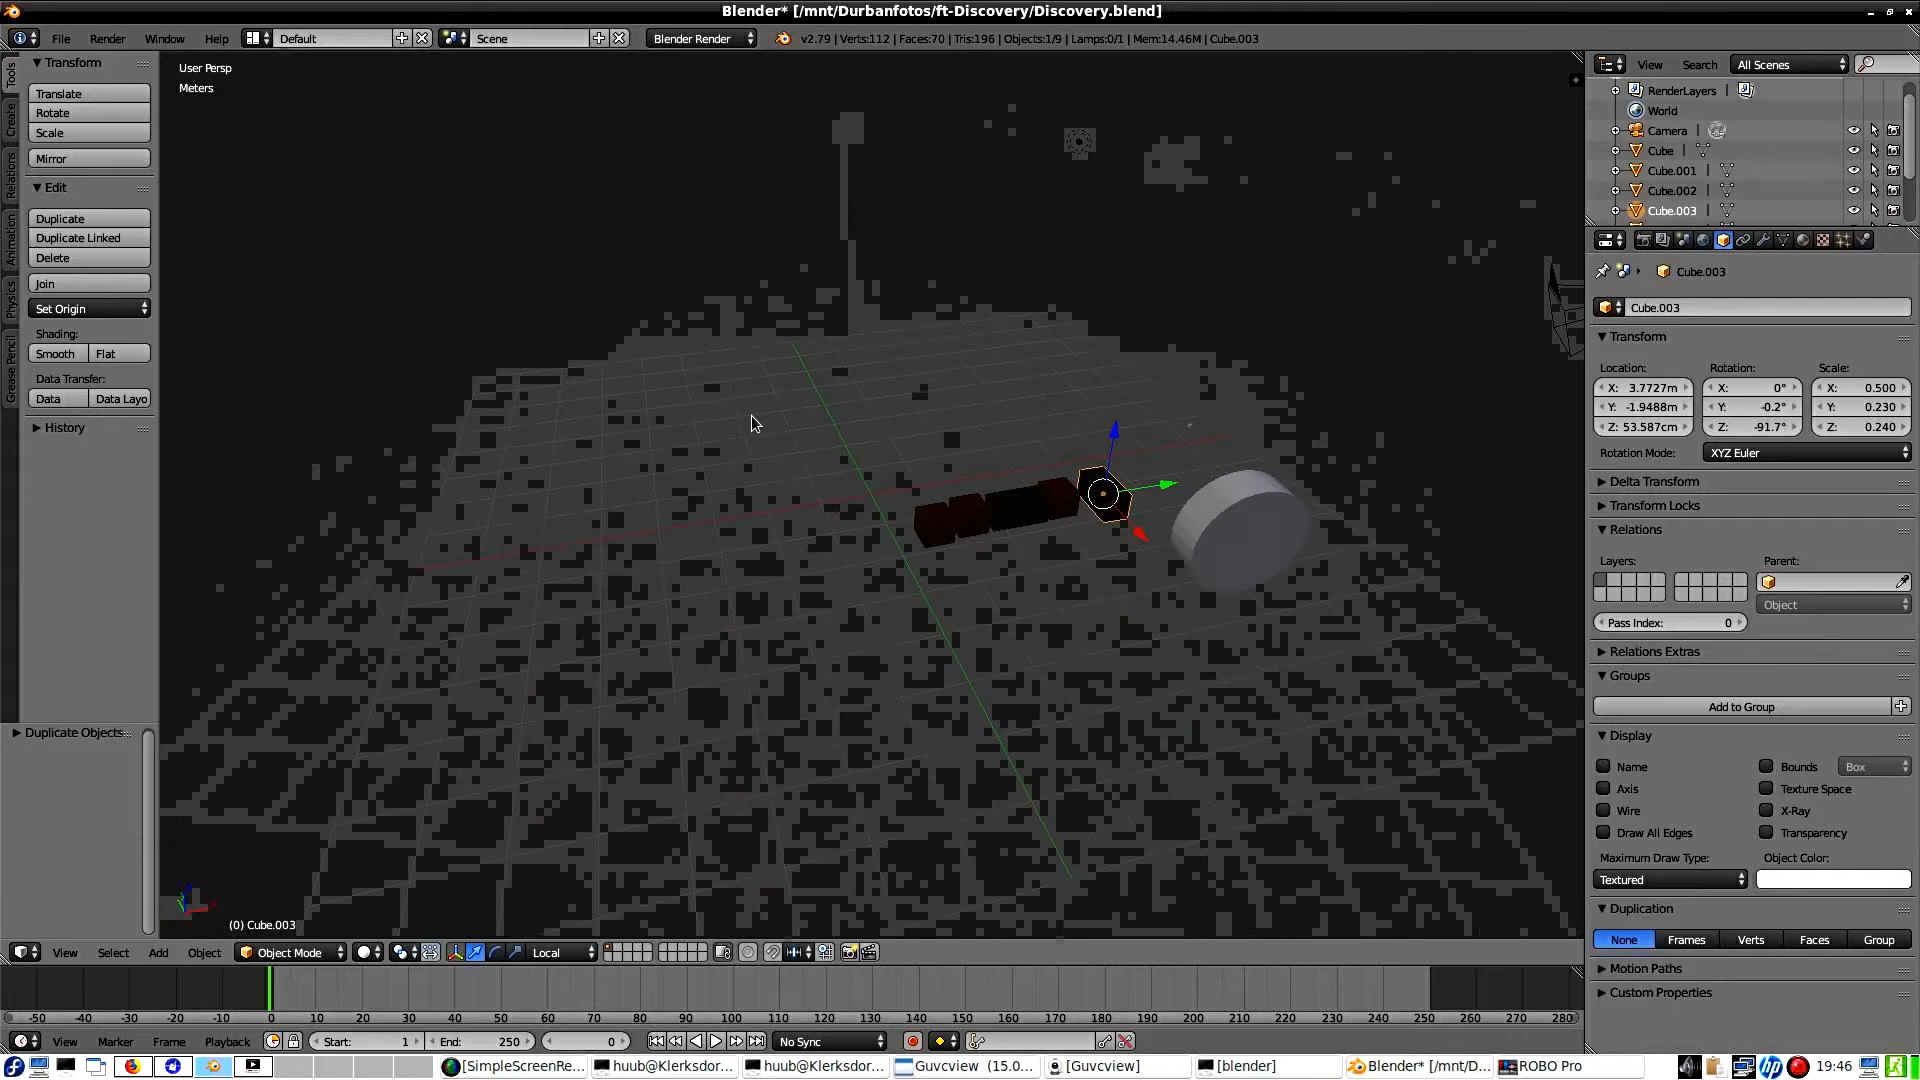 Blender* [/mnt/Durbanfotos/ft-Discovery/Discovery.blend]
File Render Window Help Default Scene Blender Render v2.79 | Verts:112 | Faces:70 | Tris:196 | Objects:1/9 | Lamps:0/1 | Mem:14.46M | Cube.003
Tools
Create
Relations
Animation
Physics
Grease Pencil
Transform
Translate
Rotate
Scale
Mirror
Edit
Duplicate
Duplicate Linked
Delete
Join
Set Origin
Shading:
Smooth Flat
Data Transfer:
Data Data Layo
History
Duplicate Objects
User Persp
Meters
(0) Cube.003
View Search All Scenes
RenderLayers |
World
Camera |
Cube |
Cube.001 |
Cube.002 |
Cube.003 |
Cube.003
Cube.003
Transform
Location: Rotation: Scale:
X: 3.7727m X: 0° X: 0.500
Y: -1.9488m Y: -0.2° Y: 0.230
Z: 53.587cm Z: -91.7° Z: 0.240
Rotation Mode: XYZ Euler
Delta Transform
Transform Locks
Relations
Layers: Parent:
Object
Pass Index: 0
Relations Extras
Groups
Add to Group
Display
Name Bounds Box
Axis Texture Space
Wire X-Ray
Draw All Edges Transparency
Maximum Draw Type: Object Color:
Textured
Duplication
None Frames Verts Faces Group
Motion Paths
Custom Properties
View Select Add Object Object Mode Local
-50 -40 -30 -20 -10 0 10 20 30 40 50 60 70 80 90 100 110 120 130 140 150 160 170 180 190 200 210 220 230 240 250 260 270 280
View Marker Frame Playback Start: 1 End: 250 0 No Sync
[SimpleScreenRe... huub@Klerksdor... huub@Klerksdor... Guvcview (15.0... [Guvcview] [blender] Blender* [/mnt/D... ROBO Pro 19:46